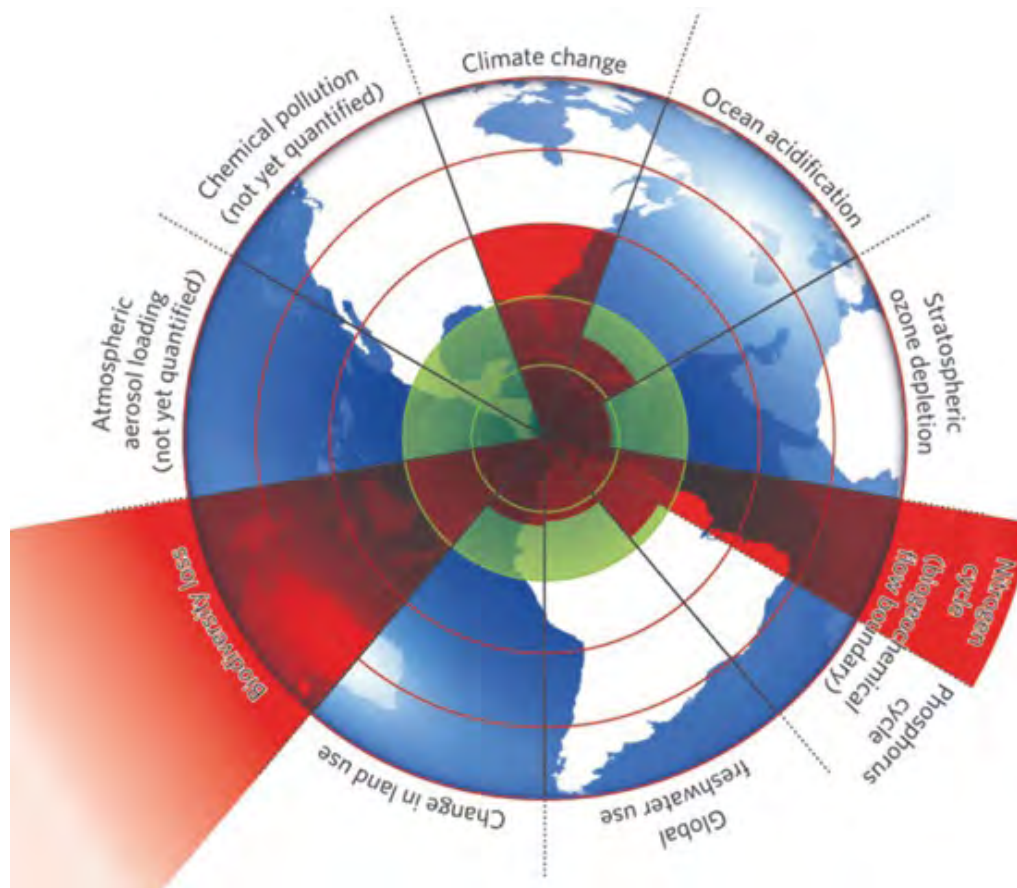 Climate change
Ocean acidification
Stratospheric
ozone depletion
Nitrogen
cycle
(biogeochemical
flow boundary)
phosphorus
cycle
Global
freshwater use
Change in land use
Biodiversity loss
Atmospheric
aerosol loading
(not yet quantified)
Chemical pollution
(not yet quantified)